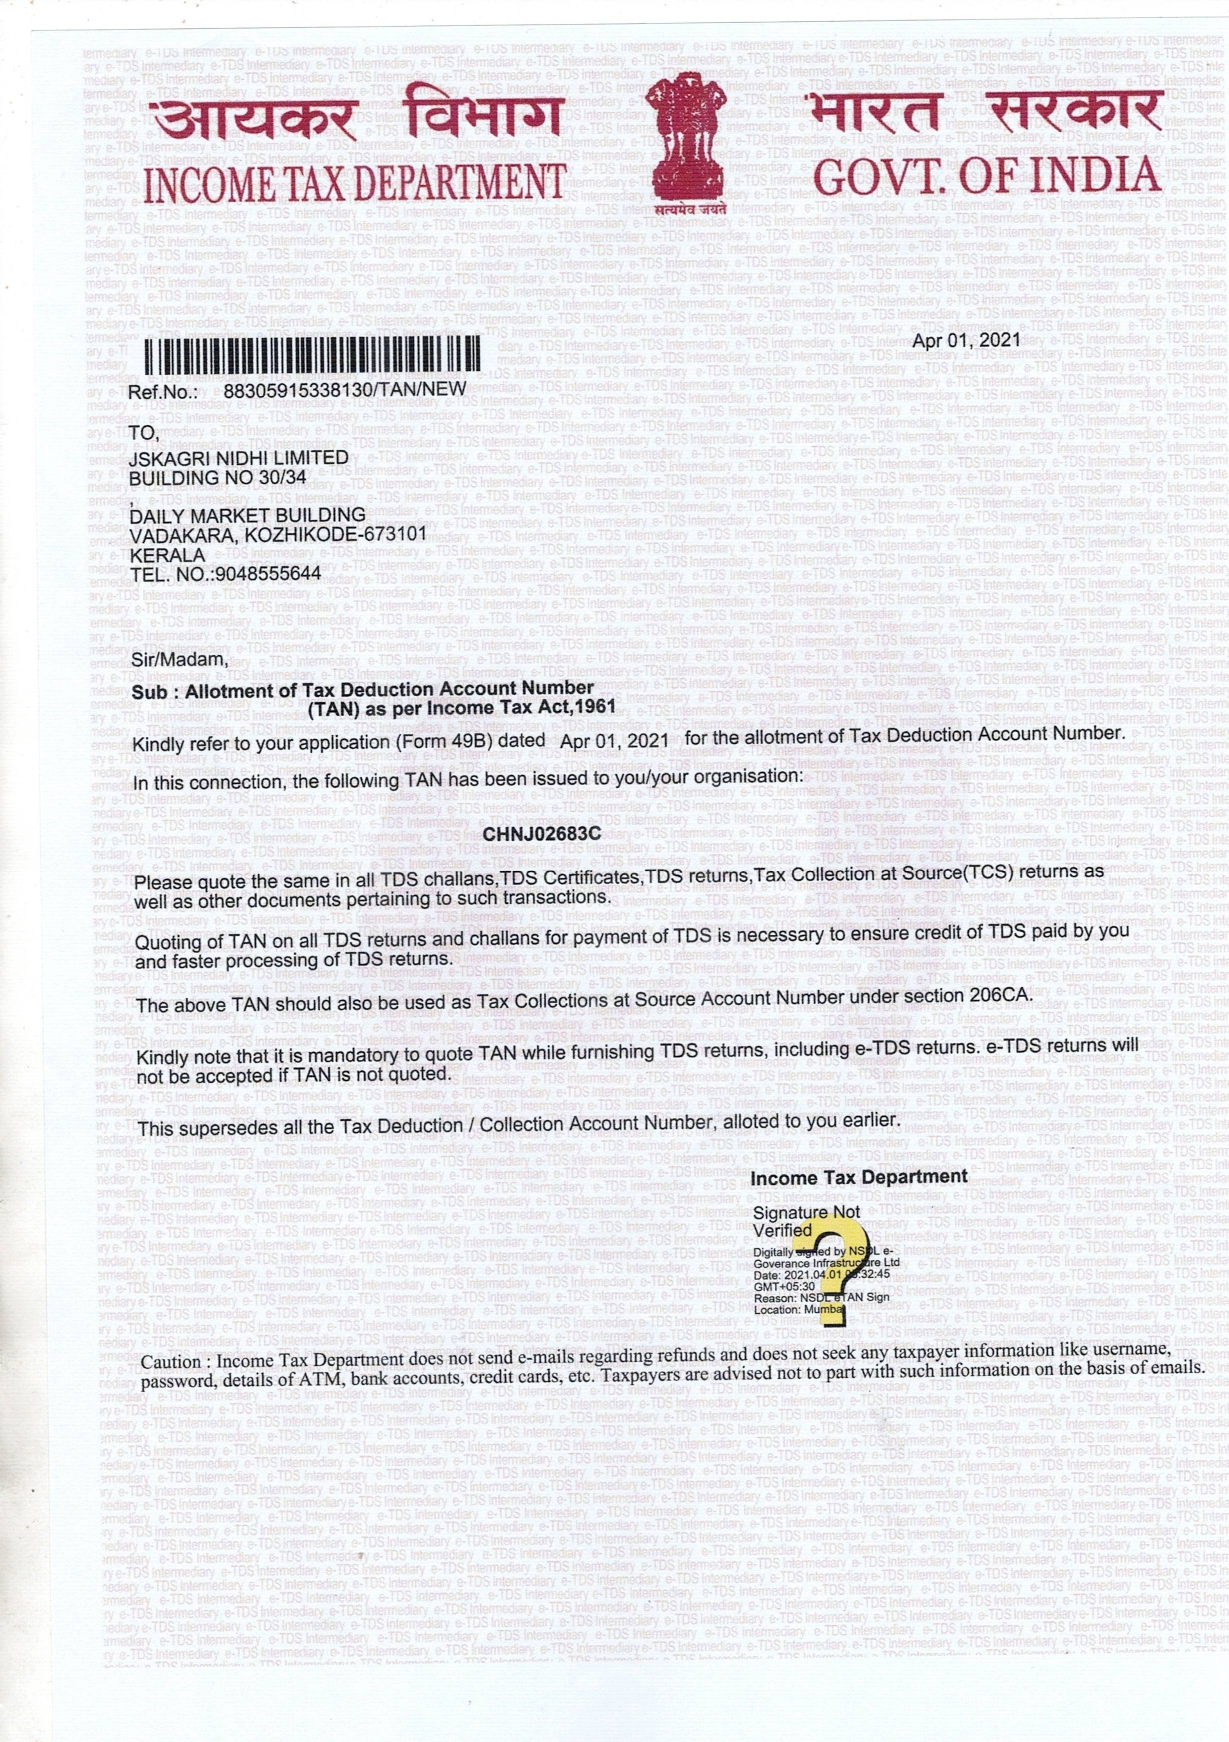 आयकर विभाग
INCOME TAX DEPARTMENT
सत्यमेव जयते
भारत सरकार
GOVT. OF INDIA
Apr 01, 2021
Ref.No.: 88305915338130/TAN/NEW
TO,
JSKAGRI NIDHI LIMITED
BUILDING NO 30/34
,
DAILY MARKET BUILDING
VADAKARA, KOZHIKODE-673101
KERALA
TEL. NO.:9048555644
Sir/Madam,
Sub : Allotment of Tax Deduction Account Number
(TAN) as per Income Tax Act,1961
Kindly refer to your application (Form 49B) dated Apr 01, 2021 for the allotment of Tax Deduction Account Number.
In this connection, the following TAN has been issued to you/your organisation:
CHNJ02683C
Please quote the same in all TDS challans,TDS Certificates,TDS returns,Tax Collection at Source(TCS) returns as
well as other documents pertaining to such transactions.
Quoting of TAN on all TDS returns and challans for payment of TDS is necessary to ensure credit of TDS paid by you
and faster processing of TDS returns.
The above TAN should also be used as Tax Collections at Source Account Number under section 206CA.
Kindly note that it is mandatory to quote TAN while furnishing TDS returns, including e-TDS returns. e-TDS returns will
not be accepted if TAN is not quoted.
This supersedes all the Tax Deduction / Collection Account Number, alloted to you earlier.
Income Tax Department
Signature Not
Verified
Digitally signed by NSDL e-
Goverance Infrastructure Ltd
Date: 2021.04.01 :32:45
GMT+05:30
Reason: NSDL eTAN Sign
Location: Mumbai
Caution : Income Tax Department does not send e-mails regarding refunds and does not seek any taxpayer information like username,
password, details of ATM, bank accounts, credit cards, etc. Taxpayers are advised not to part with such information on the basis of emails.